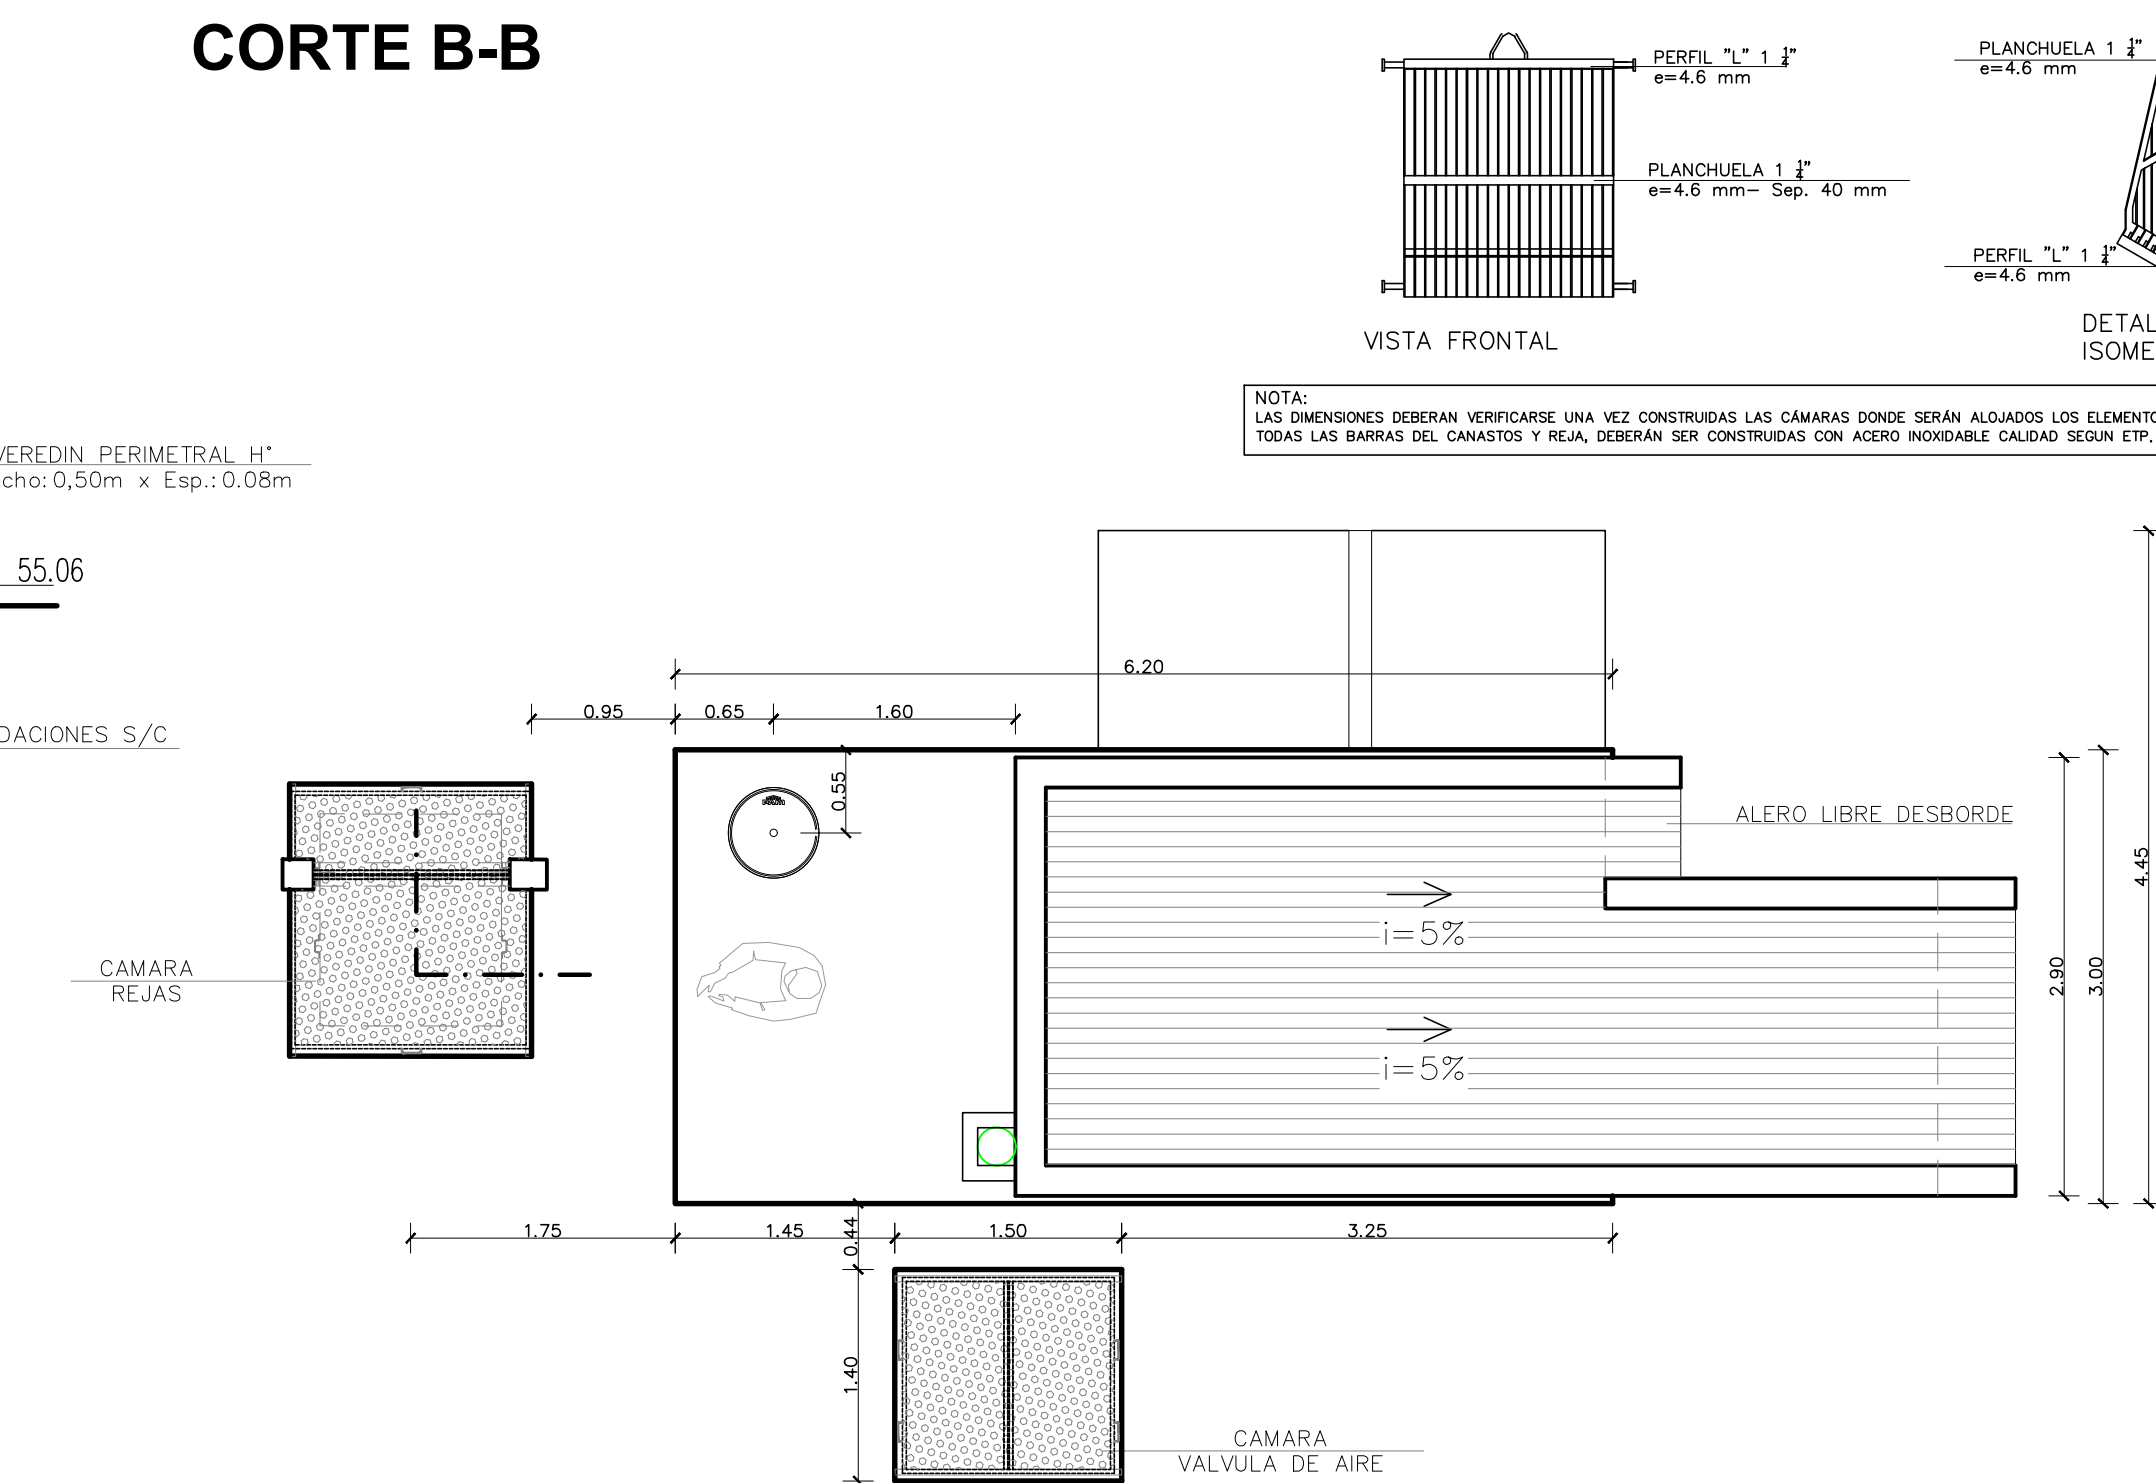 CORTE B-B
PERFIL "L" 1 1/4"
e=4.6 mm
PLANCHUELA 1 1/4"
e=4.6 mm
PLANCHUELA 1 1/4"
e=4.6 mm- Sep. 40 mm
PERFIL "L" 1 1/4"
e=4.6 mm
VISTA FRONTAL
DETAL
ISOME
NOTA:
LAS DIMENSIONES DEBERAN VERIFICARSE UNA VEZ CONSTRUIDAS LAS CÁMARAS DONDE SERÁN ALOJADOS LOS ELEMENTO
TODAS LAS BARRAS DEL CANASTOS Y REJA, DEBERÁN SER CONSTRUIDAS CON ACERO INOXIDABLE CALIDAD SEGUN ETP.
VEREDIN PERIMETRAL H°
cho:0,50m x Esp.:0.08m
55.06
DACIONES S/C
6.20
0.95
0.65
1.60
0.55
ALERO LIBRE DESBORDE
4.45
i=5%
CAMARA
REJAS
2.90
3.00
i=5%
1.75
1.45
0.44
1.50
3.25
1.40
CAMARA
VALVULA DE AIRE